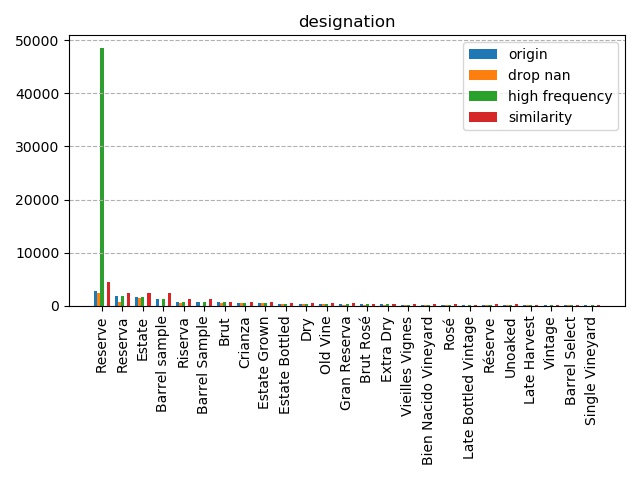 designation
50000
40000
30000
20000
10000
0
origin
drop nan
high frequency
similarity
Reserve
Reserva
Estate
Barrel sample
Riserva
Barrel Sample
Brut
Crianza
Estate Grown
Estate Bottled
Dry
Old Vine
Gran Reserva
Brut Rosé
Extra Dry
Vieilles Vignes
Bien Nacido Vineyard
Rosé
Late Bottled Vintage
Réserve
Unoaked
Late Harvest
Vintage
Barrel Select
Single Vineyard